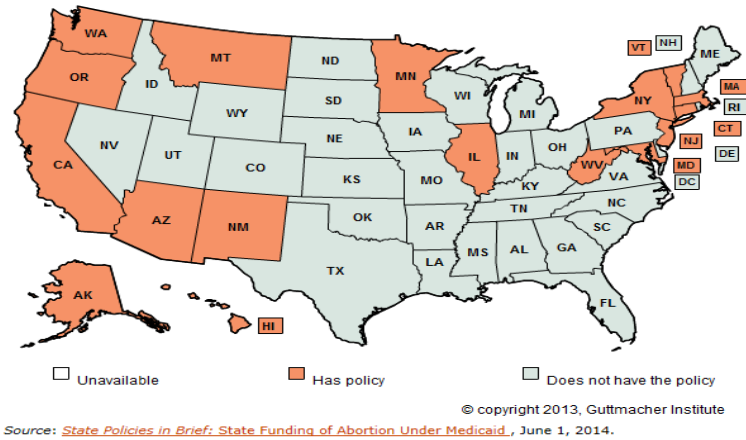 WA
MT
ND
MN
VT
NH
ME
OR
ID
SD
WI
MI
NY
MA
RI
WY
IA
PA
CT
NV
NE
IL
IN
OH
NJ
DE
CA
UT
CO
KS
MO
WV
VA
MD
DC
KY
AZ
NM
OK
AR
TN
NC
SC
TX
LA
MS
AL
GA
FL
AK
HI
Unavailable
Has policy
Does not have the policy
© copyright 2013, Guttmacher Institute
Source: State Policies in Brief: State Funding of Abortion Under Medicaid , June 1, 2014.